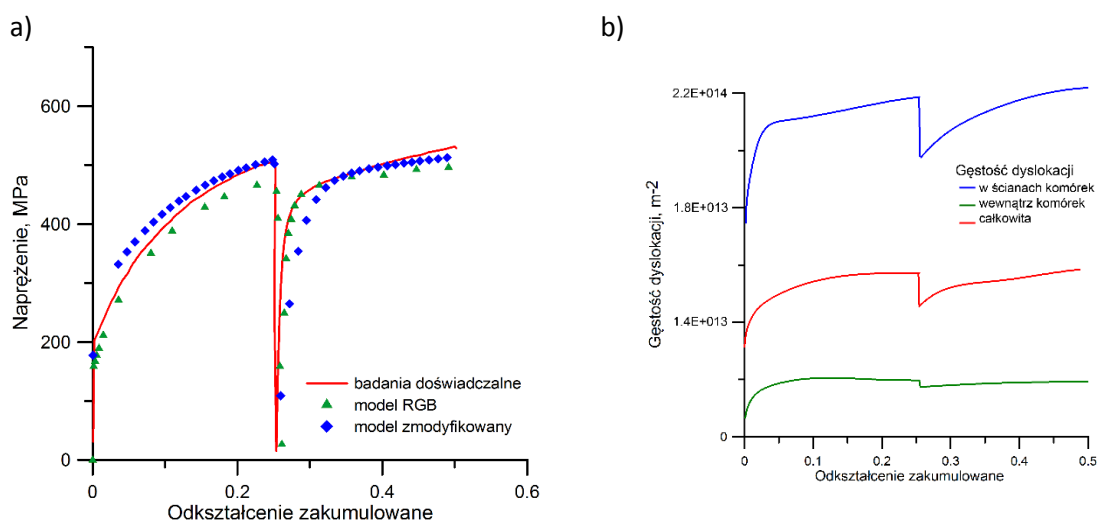 a)
600
400
200
0
Naprężenie, MPa
badania doświadczalne
model RGB
model zmodyfikowany
0
0.2
0.4
0.6
Odkształcenie zakumulowane
b)
2.2E+014
1.8E+013
1.4E+013
0
Gęstość dyslokacji, m-2
Gęstość dyslokacji
w ścianach komórek
wewnątrz komórek
całkowita
0
0.1
0.2
0.3
0.4
0.5
Odkształcenie zakumulowane